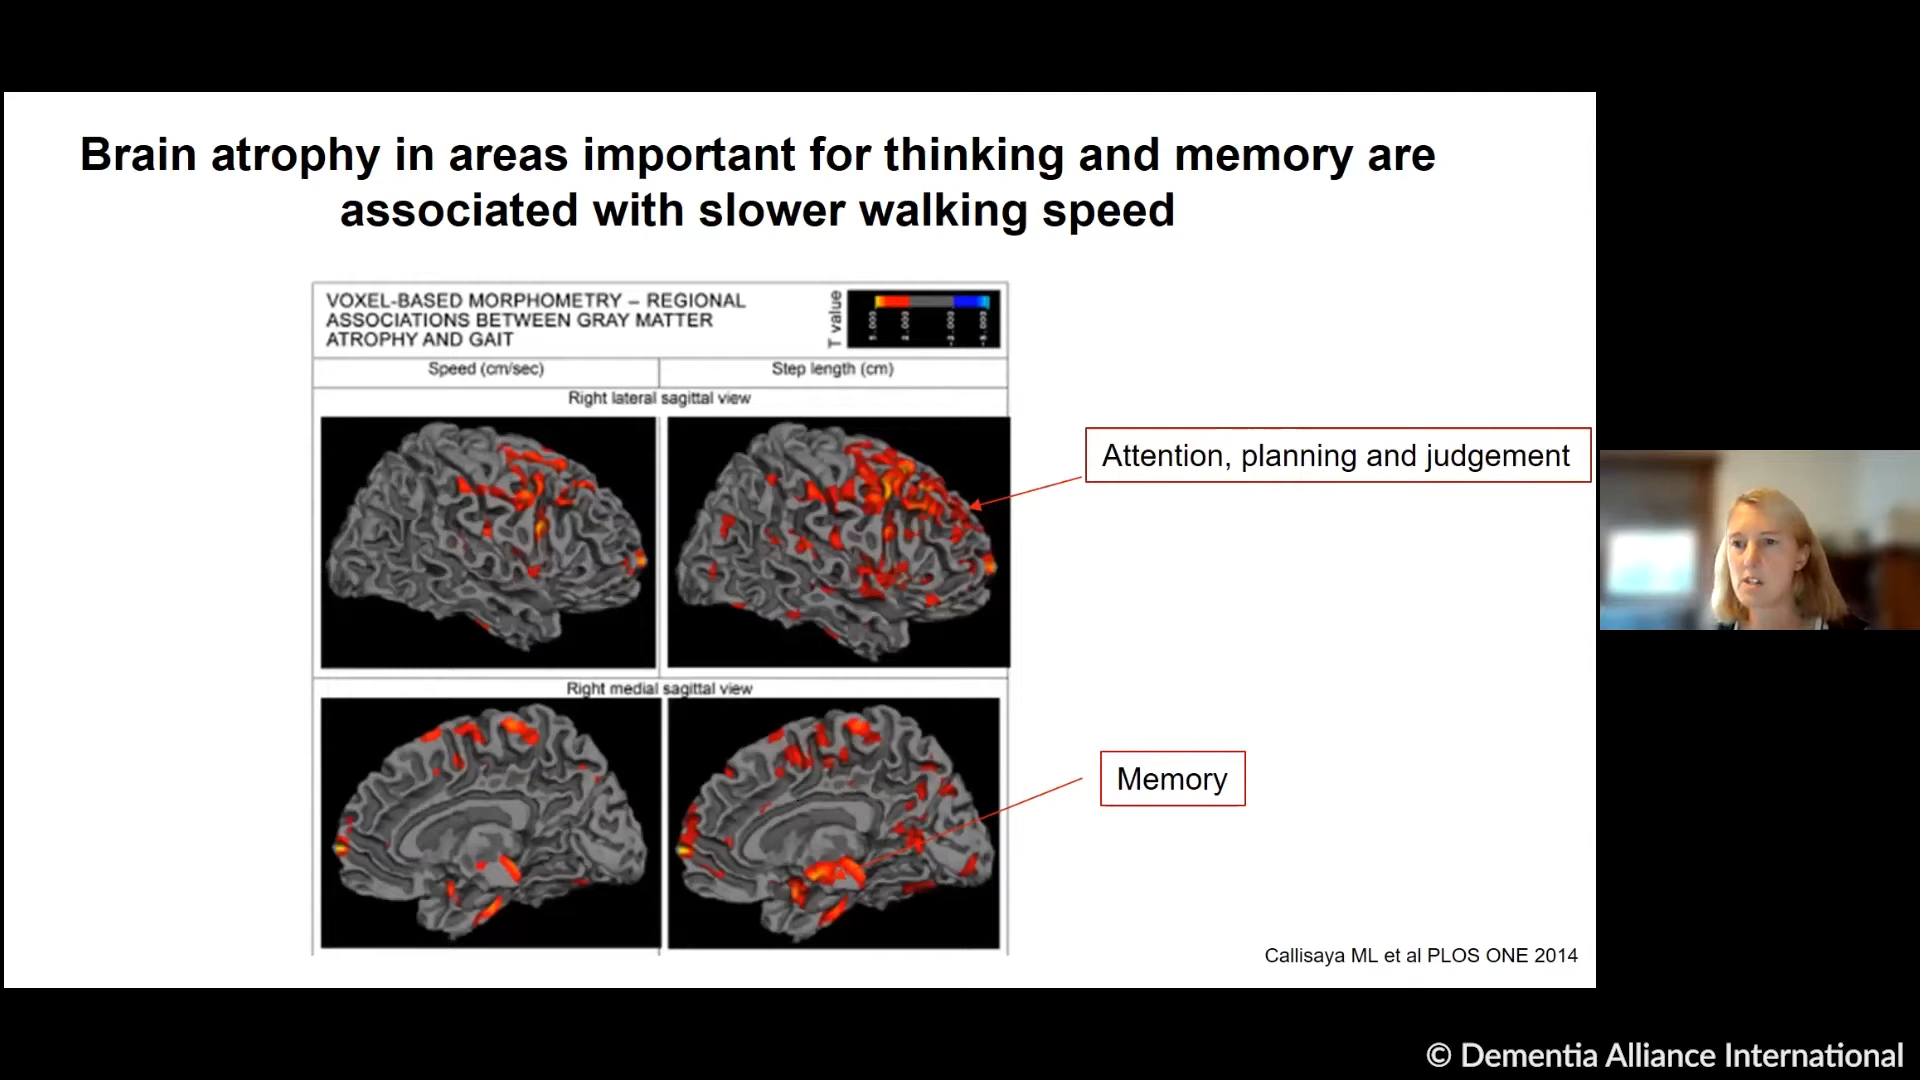 Brain atrophy in areas important for thinking and memory are
associated with slower walking speed
VOXEL-BASED MORPHOMETRY – REGIONAL
ASSOCIATIONS BETWEEN GRAY MATTER
ATROPHY AND GAIT
T value
Speed (cm/sec)
Step length (cm)
Right lateral sagittal view
Attention, planning and judgement
Right medial sagittal view
Memory
Callisaya ML et al PLOS ONE 2014
© Dementia Alliance International